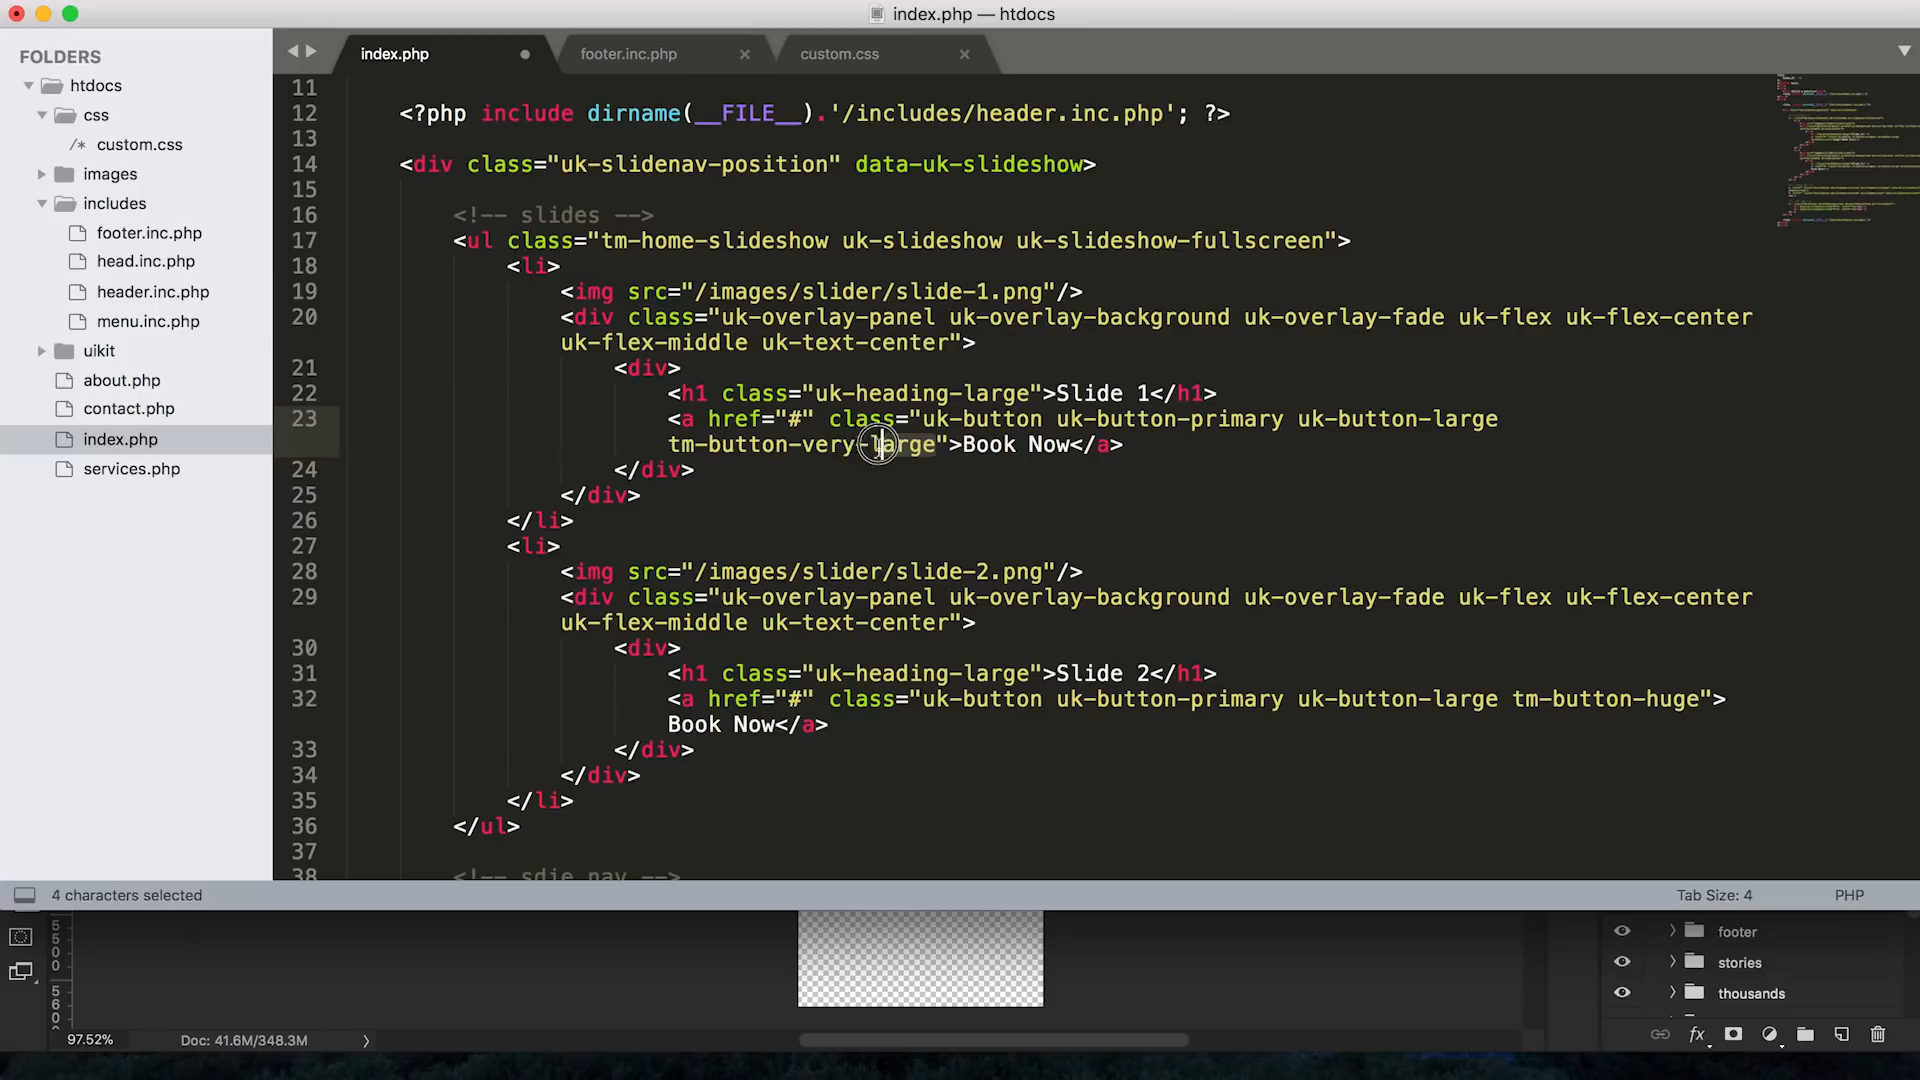 index.php — htdocs
FOLDERS
htdocs
css
/* custom.css
images
includes
footer.inc.php
head.inc.php
header.inc.php
menu.inc.php
uikit
about.php
contact.php
index.php
services.php
index.php
footer.inc.php
custom.css
11
12 <?php include dirname(__FILE__).'/includes/header.inc.php'; ?>
13
14 <div class="uk-slidenav-position" data-uk-slideshow>
15
16 <!-- slides -->
17 <ul class="tm-home-slideshow uk-slideshow uk-slideshow-fullscreen">
18 <li>
19 <img src="/images/slider/slide-1.png"/>
20 <div class="uk-overlay-panel uk-overlay-background uk-overlay-fade uk-flex uk-flex-center
uk-flex-middle uk-text-center">
21 <div>
22 <h1 class="uk-heading-large">Slide 1</h1>
23 <a href="#" class="uk-button uk-button-primary uk-button-large
tm-button-very-large">Book Now</a>
24 </div>
25 </div>
26 </li>
27 <li>
28 <img src="/images/slider/slide-2.png"/>
29 <div class="uk-overlay-panel uk-overlay-background uk-overlay-fade uk-flex uk-flex-center
uk-flex-middle uk-text-center">
30 <div>
31 <h1 class="uk-heading-large">Slide 2</h1>
32 <a href="#" class="uk-button uk-button-primary uk-button-large tm-button-huge">
Book Now</a>
33 </div>
34 </div>
35 </li>
36 </ul>
37
38 <!-- sdie nav -->
4 characters selected
Tab Size: 4
PHP
5
5
0
0
5
6
0
0
footer
stories
thousands
97.52%
Doc: 41.6M/348.3M
fx